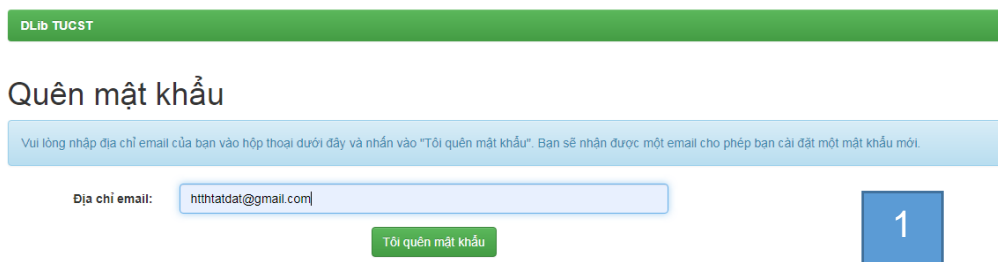 DLib TUCST
Quên mật khẩu
Vui lòng nhập địa chỉ email của bạn vào hộp thoại dưới đây và nhấn vào "Tôi quên mật khẩu". Bạn sẽ nhận được một email cho phép bạn cài đặt một mật khẩu mới.
Địa chỉ email: htthtatdat@gmail.com
Tôi quên mật khẩu
1